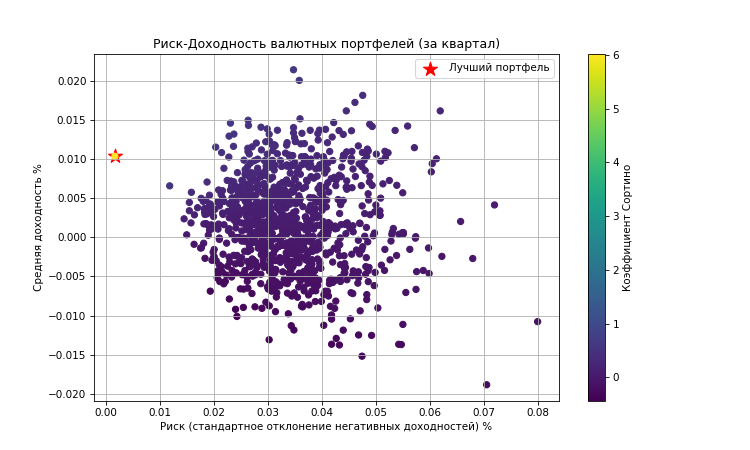 Риск-Доходность валютных портфелей (за квартал)
Лучший портфель
Средняя доходность %
0.020
0.015
0.010
0.005
0.000
−0.005
−0.010
−0.015
−0.020
0.00 0.01 0.02 0.03 0.04 0.05 0.06 0.07 0.08
Риск (стандартное отклонение негативных доходностей) %
6
5
4
3
2
1
0
Коэффициент Сортино